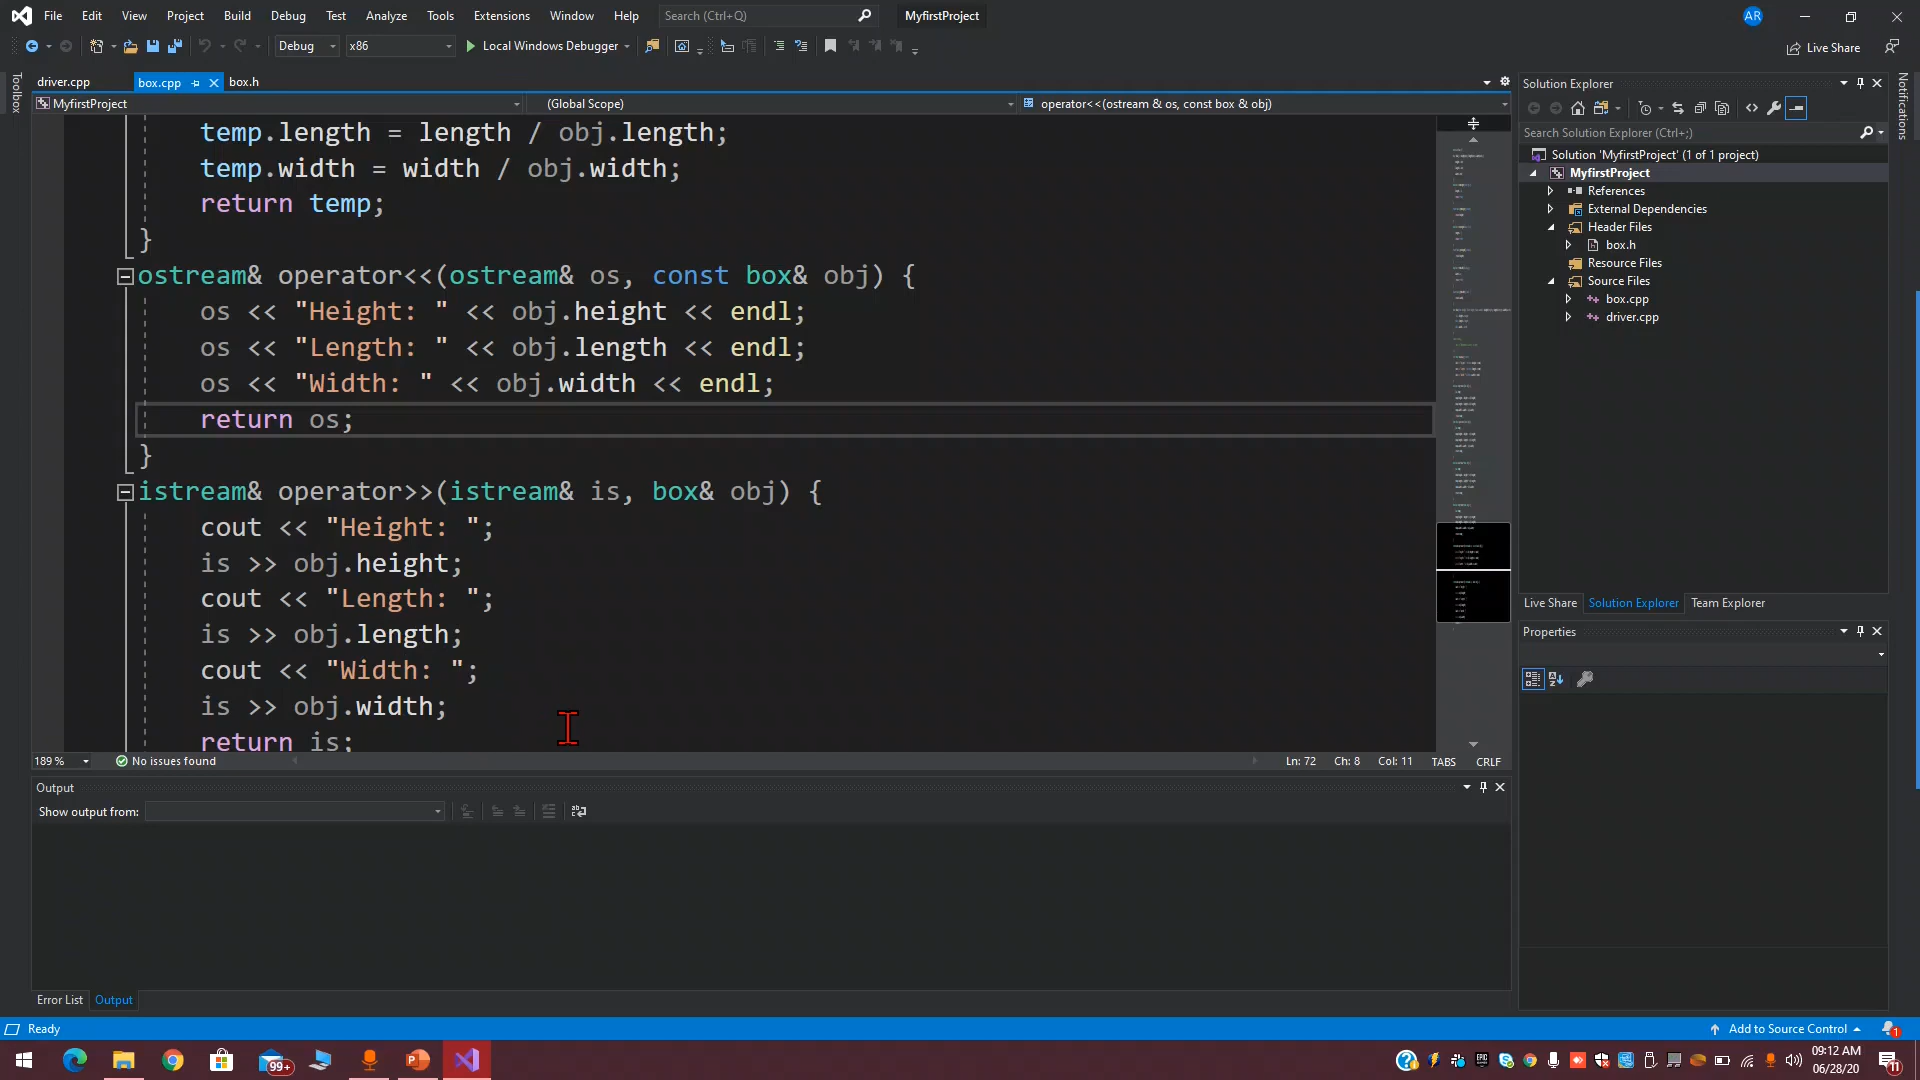 File Edit View Project Build Debug Test Analyze Tools Extensions Window Help Search (Ctrl+Q) MyfirstProject AR
Debug x86 Local Windows Debugger Live Share
Toolbox
driver.cpp box.cpp box.h
MyfirstProject (Global Scope) operator<<(ostream & os, const box & obj)
temp.length = length / obj.length;
temp.width = width / obj.width;
return temp;
}
ostream& operator<<(ostream& os, const box& obj) {
os << "Height: " << obj.height << endl;
os << "Length: " << obj.length << endl;
os << "Width: " << obj.width << endl;
return os;
}
istream& operator>>(istream& is, box& obj) {
cout << "Height: ";
is >> obj.height;
cout << "Length: ";
is >> obj.length;
cout << "Width: ";
is >> obj.width;
return is;
189 % No issues found Ln: 72 Ch: 8 Col: 11 TABS CRLF
Output
Show output from:
Error List Output
Solution Explorer
Search Solution Explorer (Ctrl+;)
Solution 'MyfirstProject' (1 of 1 project)
MyfirstProject
References
External Dependencies
Header Files
box.h
Resource Files
Source Files
box.cpp
driver.cpp
Live Share Solution Explorer Team Explorer
Properties
Notifications
Ready Add to Source Control 1
99+ 09:12 AM
06/28/20 11